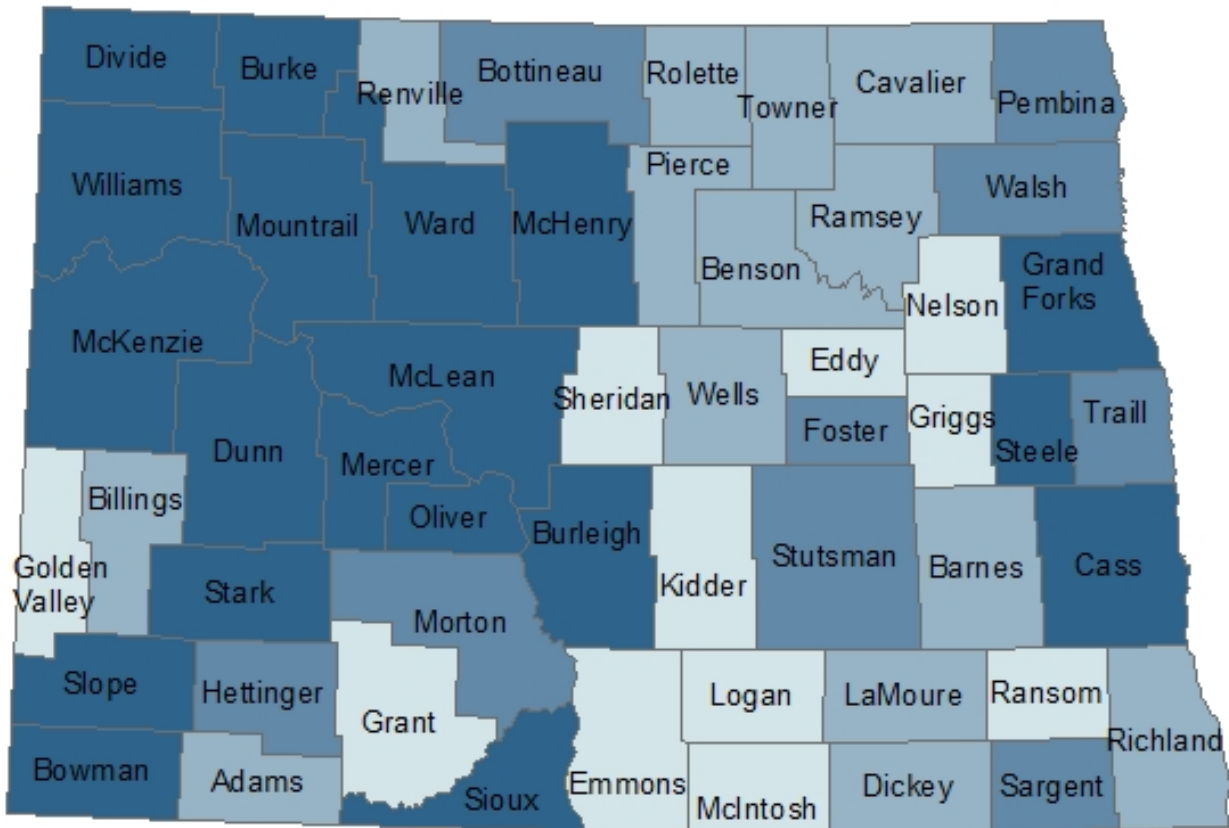 Divide
Burke
Renville
Bottineau
Rolette
Towner
Cavalier
Pembina
Williams
Mountrail
Ward
McHenry
Pierce
Benson
Ramsey
Walsh
Nelson
Grand
Forks
McKenzie
McLean
Sheridan
Wells
Eddy
Foster
Griggs
Steele
Traill
Dunn
Mercer
Oliver
Billings
Golden
Valley
Stark
Burleigh
Kidder
Stutsman
Barnes
Cass
Morton
Slope
Hettinger
Grant
Logan
LaMoure
Ransom
Richland
Bowman
Adams
Sioux
Emmons
McIntosh
Dickey
Sargent